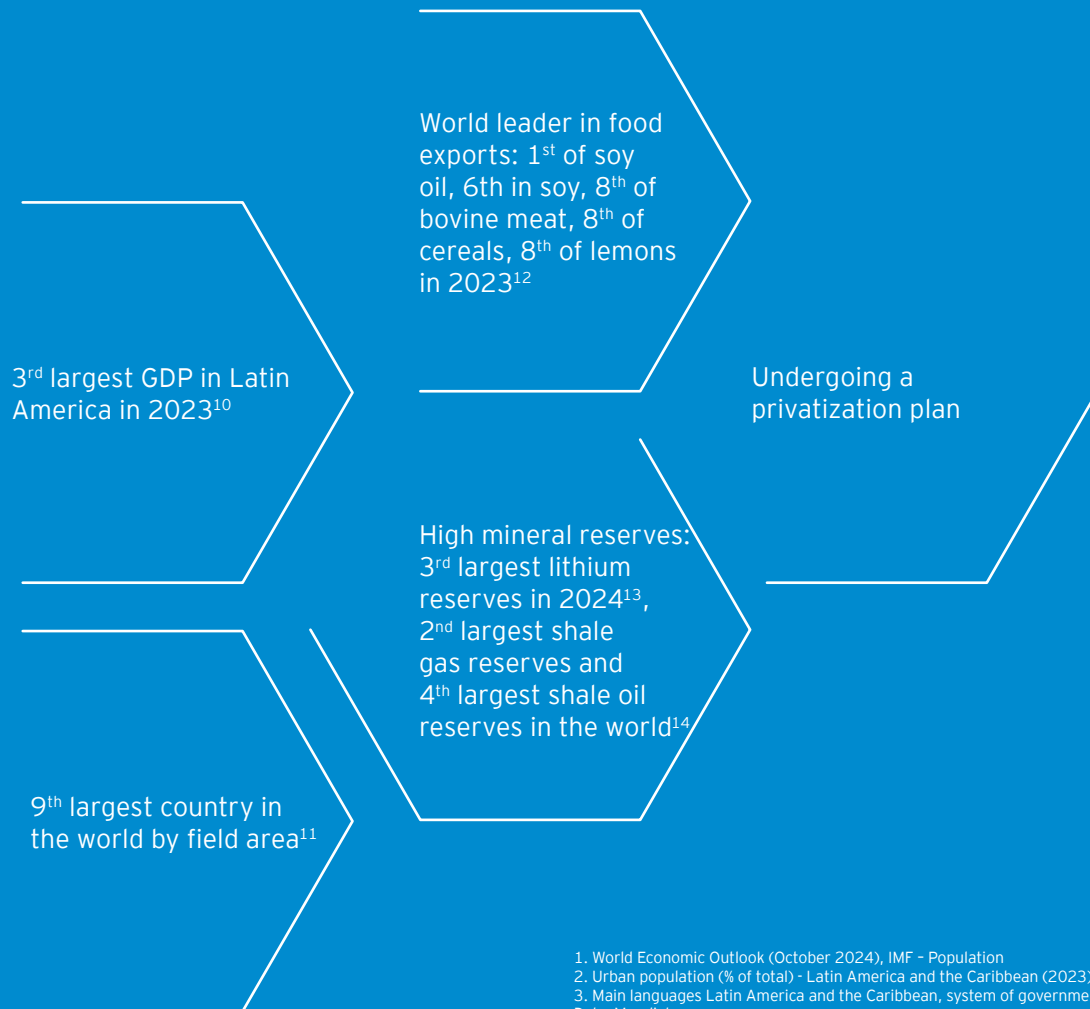 World leader in food
exports: 1st of soy
oil, 6th in soy, 8th of
bovine meat, 8th of
cereals, 8th of lemons
in 202312
3rd largest GDP in Latin
America in 202310
Undergoing a
privatization plan
High mineral reserves:
3rd largest lithium
reserves in 202413,
2nd largest shale
gas reserves and
4th largest shale oil
reserves in the world14
9th largest country in
the world by field area11
1. World Economic Outlook (October 2024), IMF – Population
2. Urban population (% of total) - Latin America and the Caribbean (2023)
3. Main languages Latin America and the Caribbean, system of governme